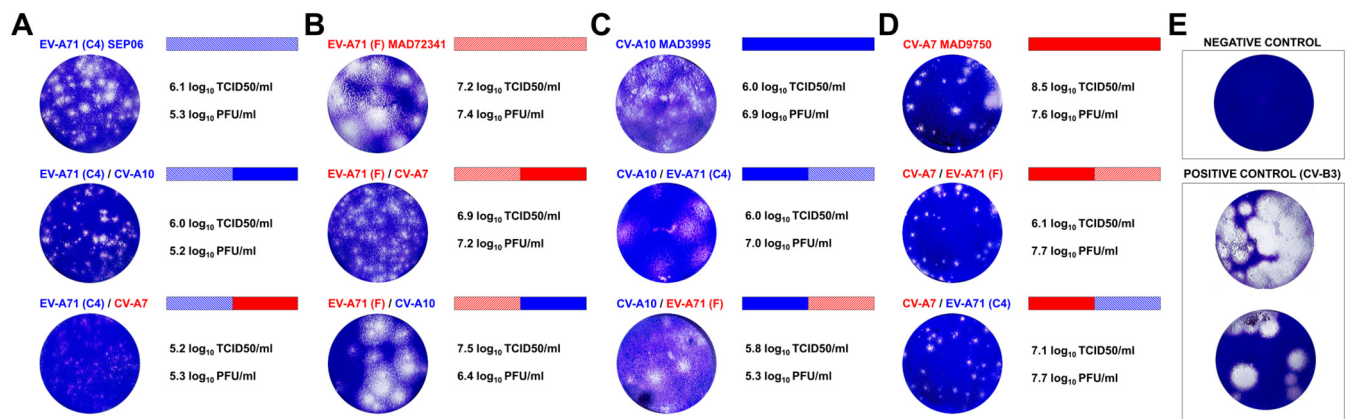 A
EV-A71 (C4) SEP06
6.1 log10 TCID50/ml
5.3 log10 PFU/ml
EV-A71 (C4) / CV-A10
6.0 log10 TCID50/ml
5.2 log10 PFU/ml
EV-A71 (C4) / CV-A7
5.2 log10 TCID50/ml
5.3 log10 PFU/ml
B
EV-A71 (F) MAD72341
7.2 log10 TCID50/ml
7.4 log10 PFU/ml
EV-A71 (F) / CV-A7
6.9 log10 TCID50/ml
7.2 log10 PFU/ml
EV-A71 (F) / CV-A10
7.5 log10 TCID50/ml
6.4 log10 PFU/ml
C
CV-A10 MAD3995
6.0 log10 TCID50/ml
6.9 log10 PFU/ml
CV-A10 / EV-A71 (C4)
6.0 log10 TCID50/ml
7.0 log10 PFU/ml
CV-A10 / EV-A71 (F)
5.8 log10 TCID50/ml
5.3 log10 PFU/ml
D
CV-A7 MAD9750
8.5 log10 TCID50/ml
7.6 log10 PFU/ml
CV-A7 / EV-A71 (F)
6.1 log10 TCID50/ml
7.7 log10 PFU/ml
CV-A7 / EV-A71 (C4)
7.1 log10 TCID50/ml
7.7 log10 PFU/ml
E
NEGATIVE CONTROL
POSITIVE CONTROL (CV-B3)